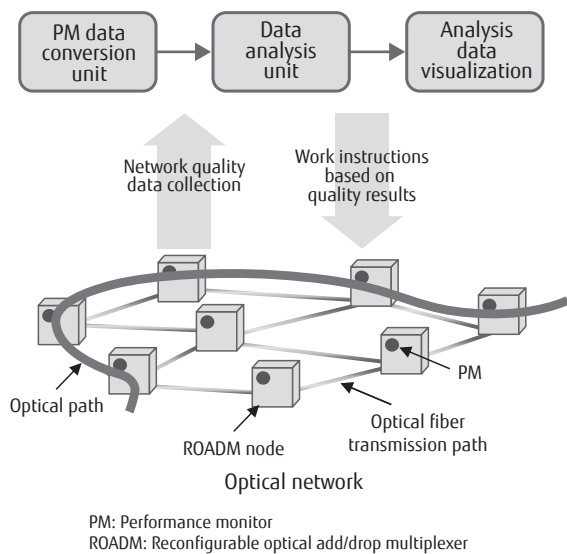 PM data
conversion
unit
Data
analysis
unit
Analysis
data
visualization
Network quality
data collection
Work instructions
based on
quality results
PM
Optical path
Optical fiber
transmission path
ROADM node
Optical network
PM: Performance monitor
ROADM: Reconfigurable optical add/drop multiplexer